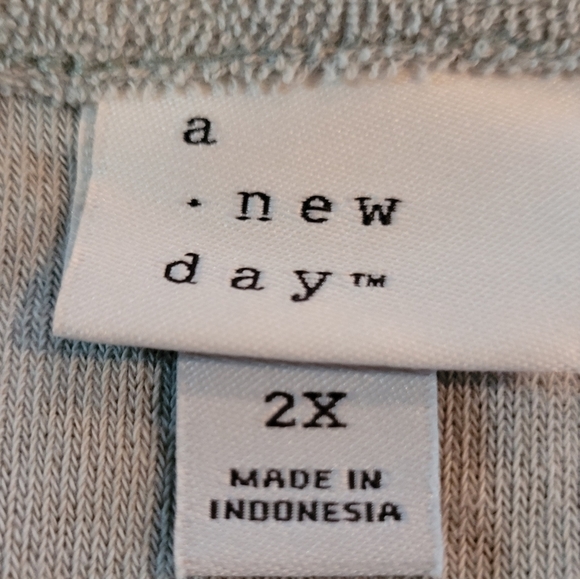 a
· new
day™
2X
MADE IN
INDONESIA